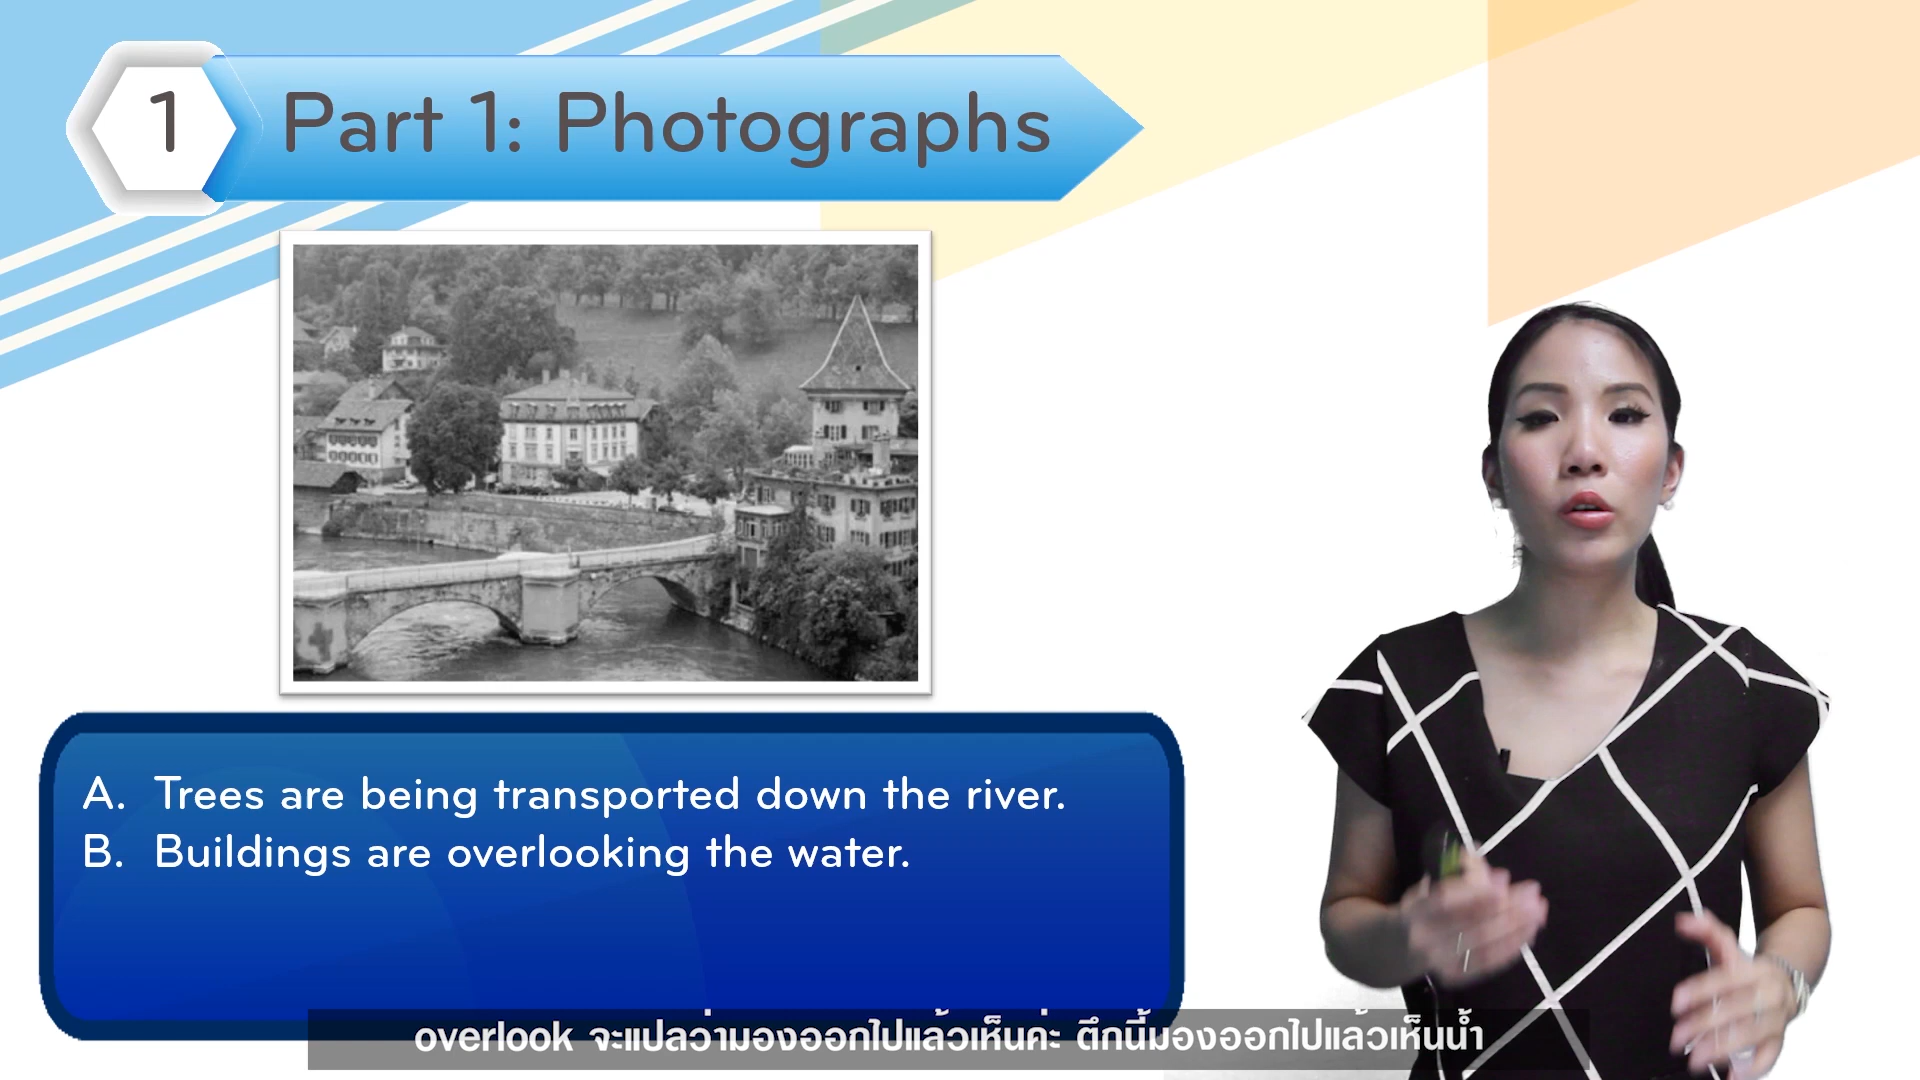 1
Part 1: Photographs
A. Trees are being transported down the river.
B. Buildings are overlooking the water.
overlook จะแปลว่ามองออกไปแล้วเห็นค่ะ ตึกนี้มองออกไปแล้วเห็นน้ำ